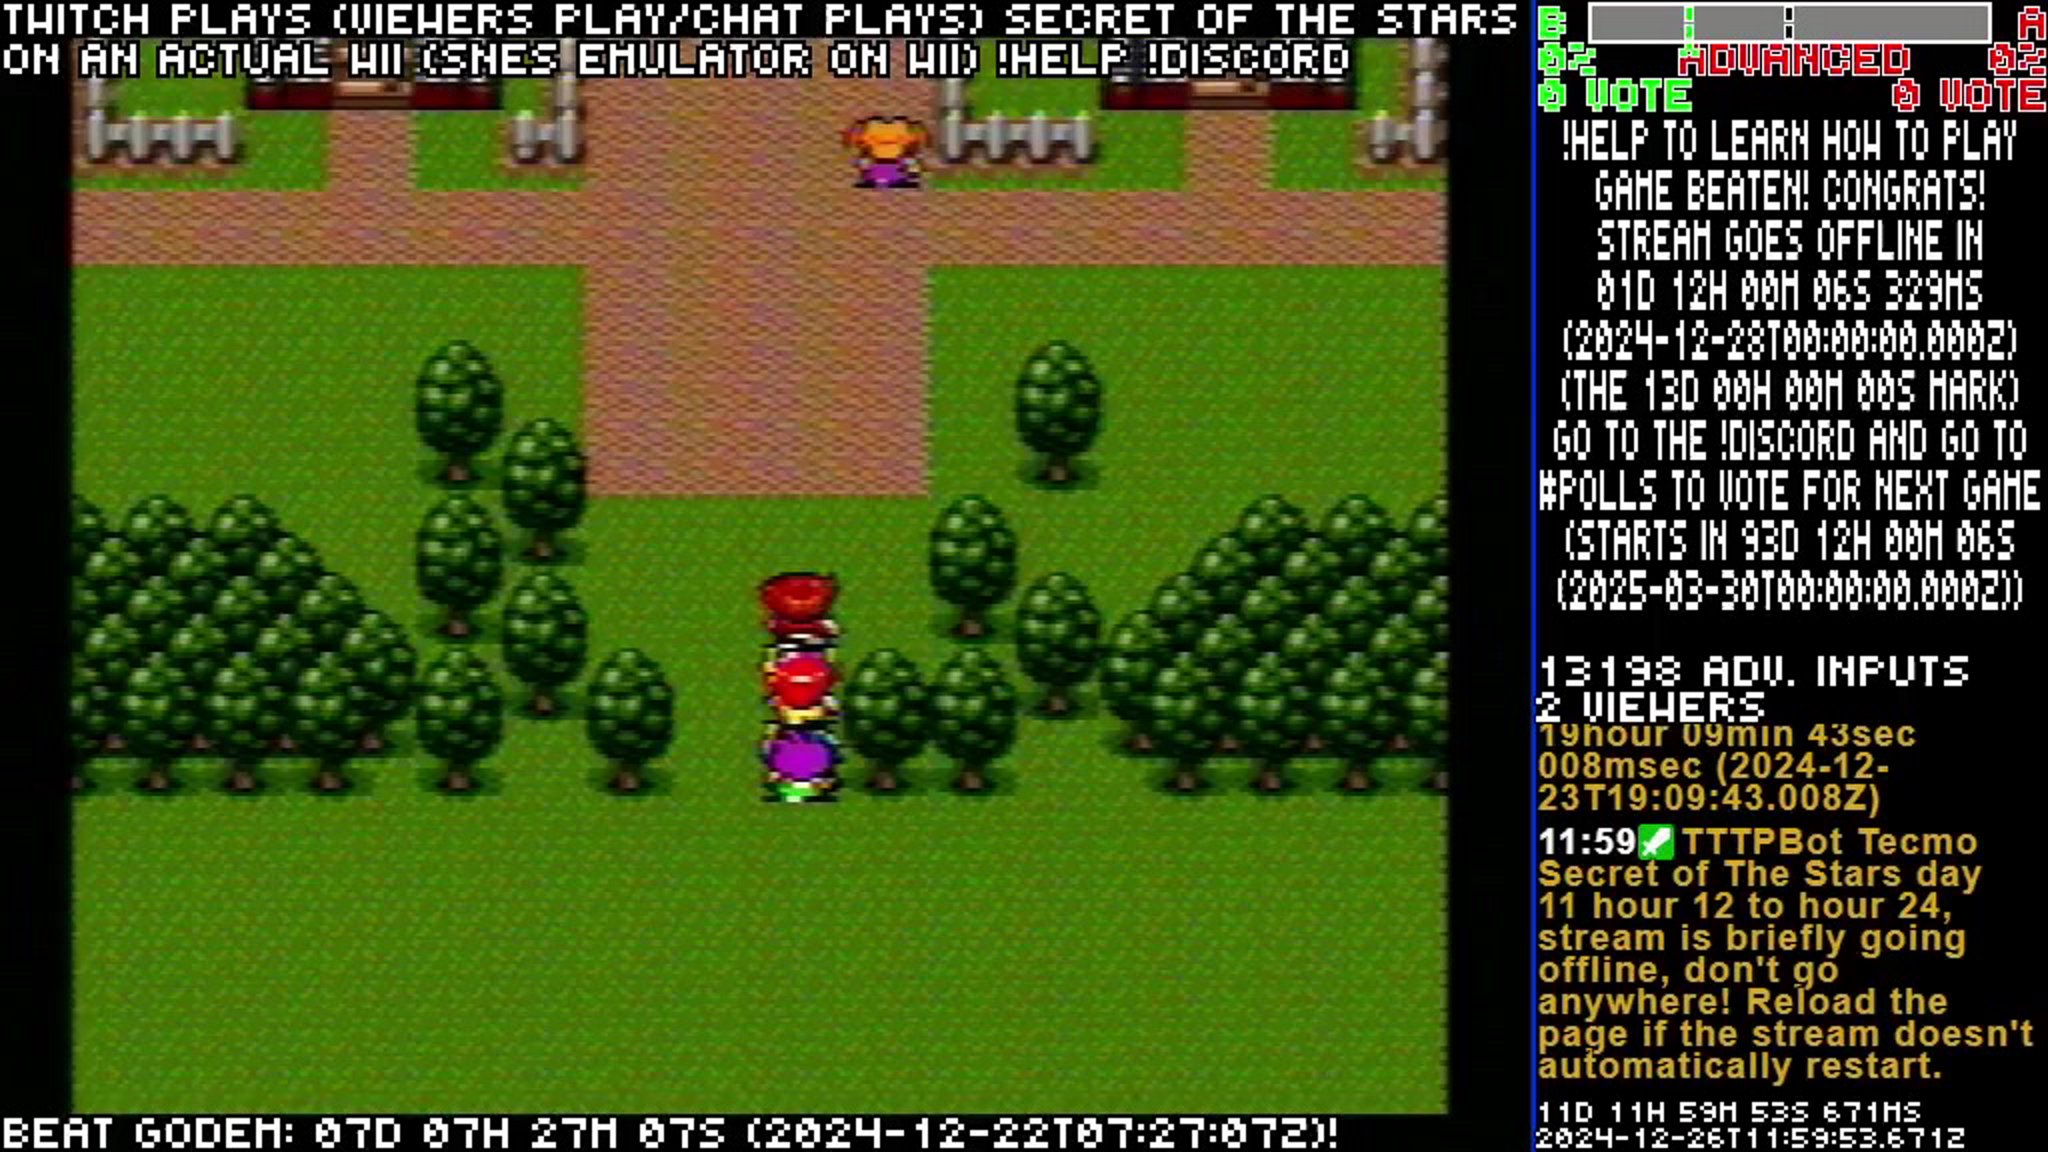 TWITCH PLAYS (VIEWERS PLAY/CHAT PLAYS) SECRET OF THE STARS
ON AN ACTUAL WII (SNES EMULATOR ON WII) !HELP !DISCORD
B A
0% ADVANCED 0%
0 VOTE 0 VOTE
!HELP TO LEARN HOW TO PLAY
GAME BEATEN! CONGRATS!
STREAM GOES OFFLINE IN
01D 12H 00M 06S 329MS
(2024-12-28T00:00:00.000Z)
(THE 13D 00H 00M 00S MARK)
GO TO THE !DISCORD AND GO TO
#POLLS TO VOTE FOR NEXT GAME
(STARTS IN 93D 12H 00M 06S
(2025-03-30T00:00:00.000Z))
13198 ADV. INPUTS
2 VIEWERS
19hour 09min 43sec
008msec (2024-12-
23T19:09:43.008Z)
11:59 TTTPBot Tecmo
Secret of The Stars day
11 hour 12 to hour 24,
stream is briefly going
offline, don't go
anywhere! Reload the
page if the stream doesn't
automatically restart.
11D 11H 59M 53S 671MS
2024-12-26T11:59:53.671Z
BEAT GODEM: 07D 07H 27M 07S (2024-12-22T07:27:07Z)!